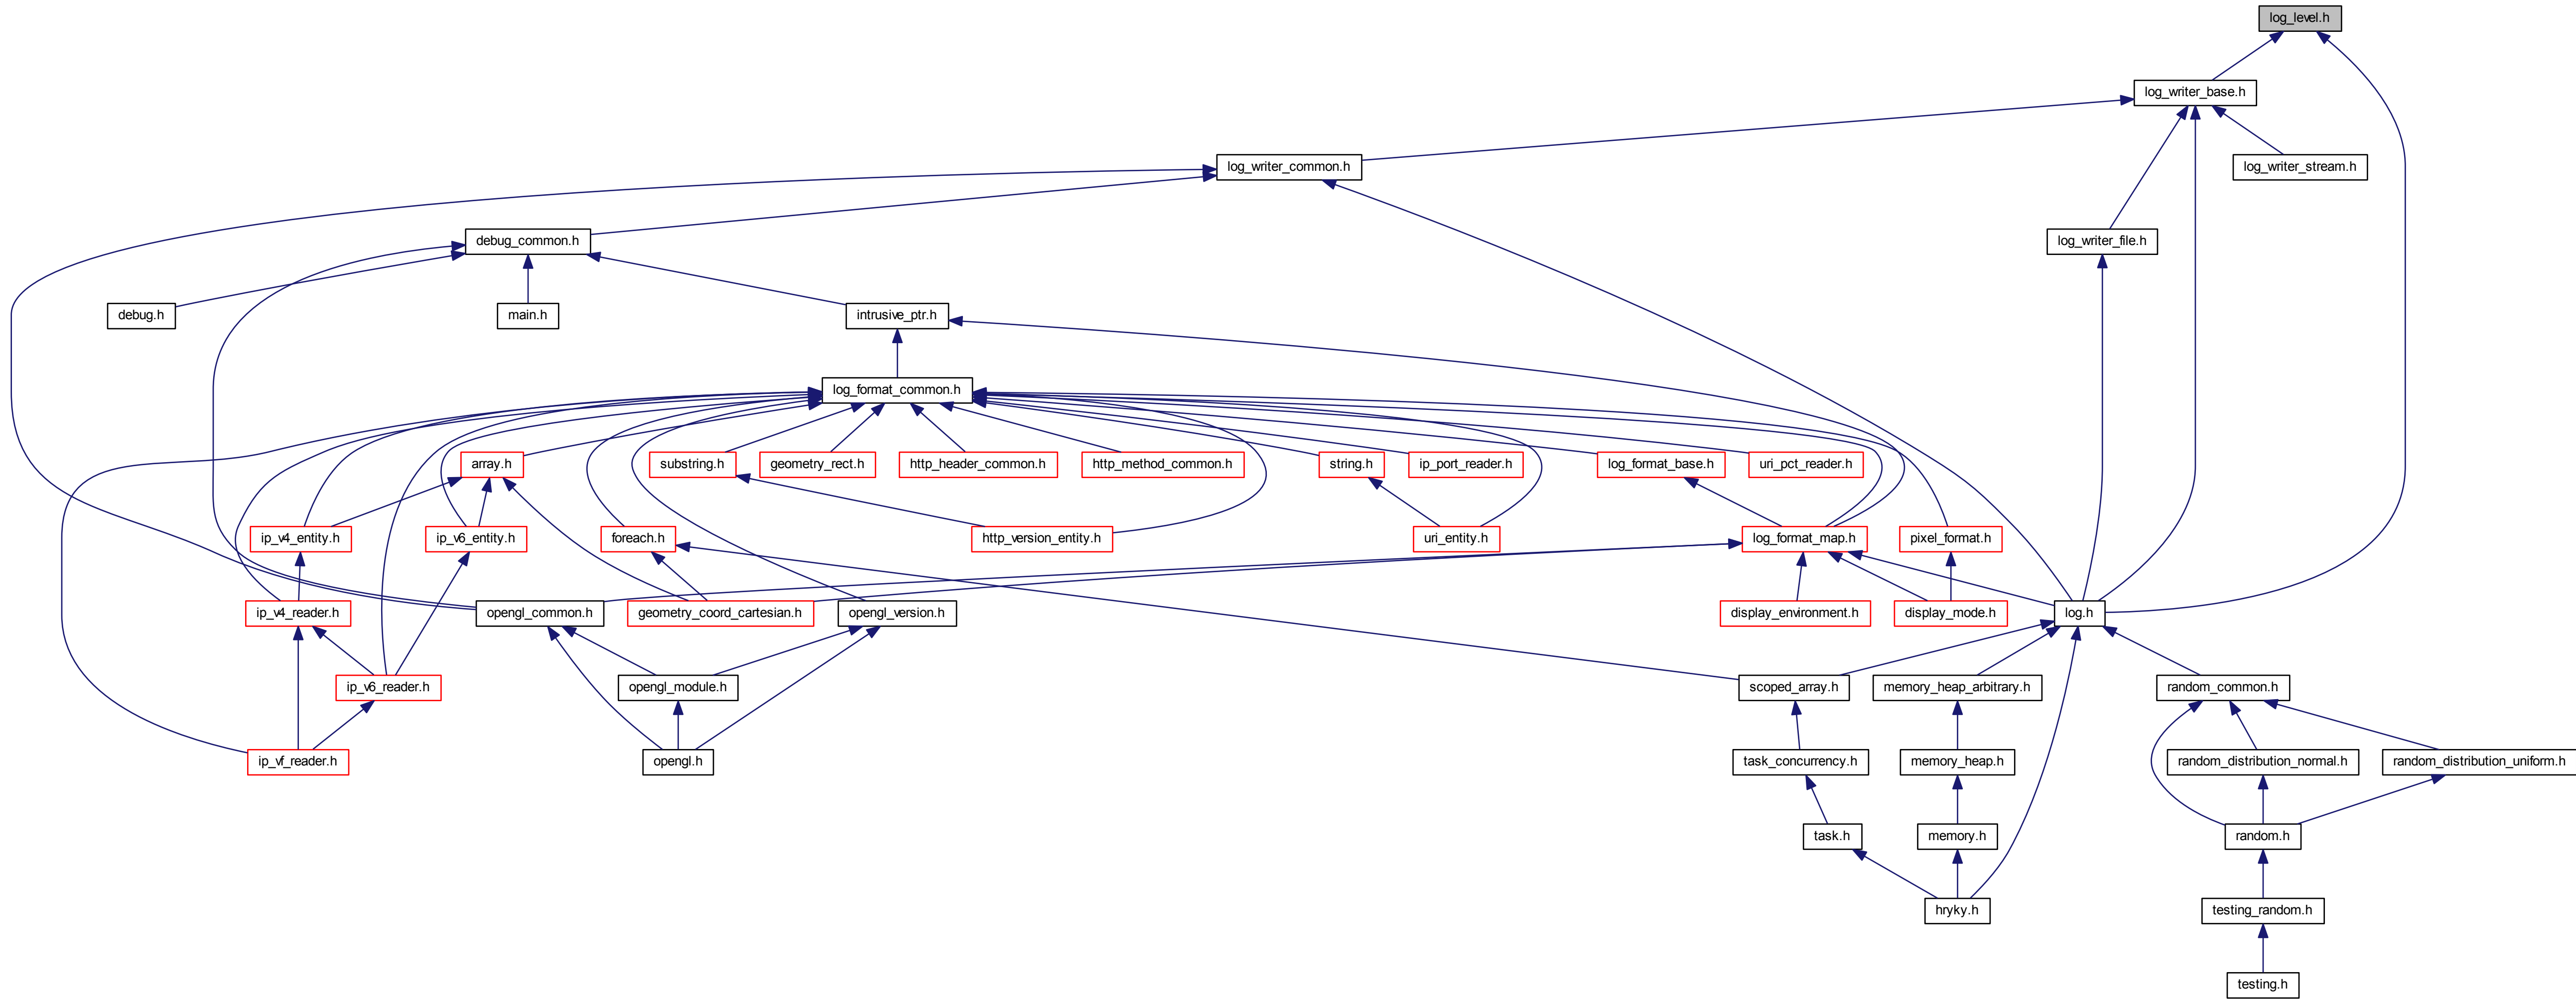 log_level.h
log_writer_base.h
log_writer_common.h
log_writer_stream.h
debug_common.h
log_writer_file.h
debug.h
main.h
intrusive_ptr.h
log_format_common.h
array.h
substring.h
geometry_rect.h
http_header_common.h
http_method_common.h
string.h
ip_port_reader.h
log_format_base.h
uri_pct_reader.h
ip_v4_entity.h
ip_v6_entity.h
foreach.h
http_version_entity.h
uri_entity.h
log_format_map.h
pixel_format.h
ip_v4_reader.h
opengl_common.h
geometry_coord_cartesian.h
opengl_version.h
display_environment.h
display_mode.h
log.h
ip_v6_reader.h
opengl_module.h
scoped_array.h
memory_heap_arbitrary.h
random_common.h
ip_vf_reader.h
opengl.h
task_concurrency.h
memory_heap.h
random_distribution_normal.h
random_distribution_uniform.h
task.h
memory.h
random.h
hryky.h
testing_random.h
testing.h